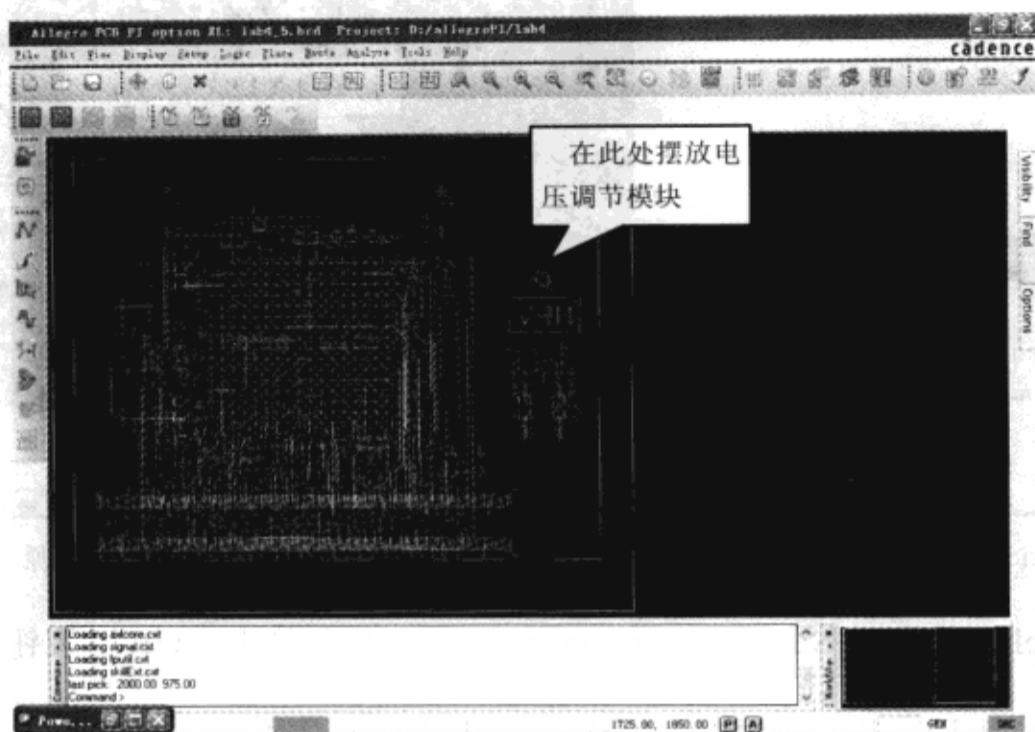 Allegro PCB PI option XL: lab4_5.brd Project: D:/allegroPI/lab4
cādence
File Edit View Display Setup Logic Place Route Analyze Tools Help
在此处摆放电
压调节模块
Visibility
Find
Options
Loading axlcore.cxt
Loading signal.cxt
Loading fputil.cxt
Loading skillExt.cxt
last pick: 2000.00 975.00
Command >
Command
WorldView
Powe...
1725.00, 1850.00
P
A
GEN